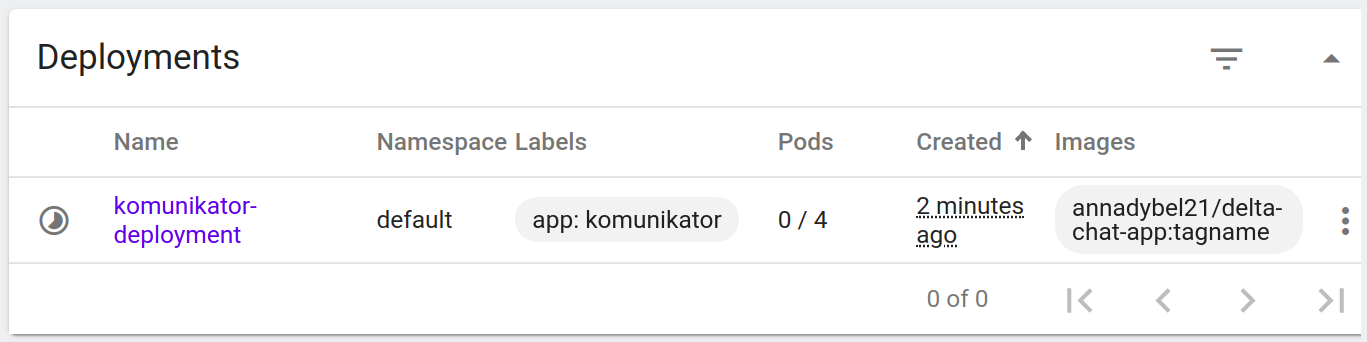 Deployments
Name Namespace Labels Pods Created Images
komunikator-
deployment
default
app: komunikator
0 / 4
2 minutes
ago
annadybel21/delta-
chat-app:tagname
0 of 0